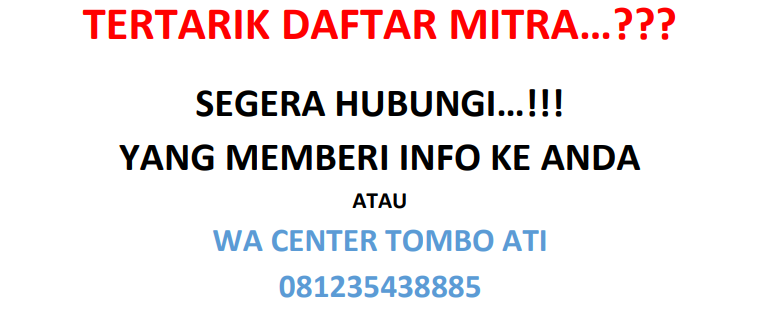 TERTARIK DAFTAR MITRA...???
SEGERA HUBUNGI...!!!
YANG MEMBERI INFO KE ANDA
ATAU
WA CENTER TOMBO ATI
081235438885